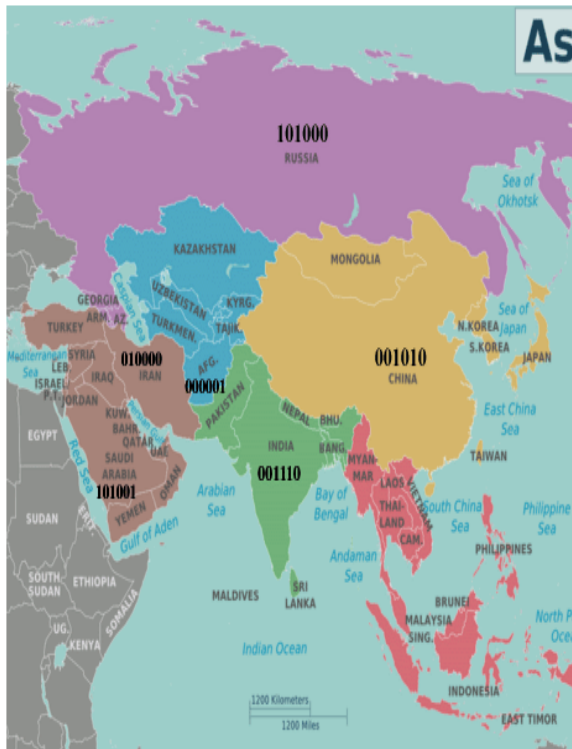 As
101000
RUSSIA
Sea of
Okhotsk
KAZAKHSTAN
MONGOLIA
GEORGIA
ARM.
AZ.
Caspian Sea
UZBEKISTAN
KYRG.
TURKMEN.
TAJIK.
TURKEY
N.KOREA
S.KOREA
Sea of
Japan
JAPAN
Mediterranean
Sea
SYRIA
LEB.
ISRAEL
P.T.
JORDAN
IRAQ
010000
IRAN
AFG.
000001
PAKISTAN
001010
CHINA
East China
Sea
TAIWAN
EGYPT
Red Sea
KUW.
BAHR.
QATAR
UAE
Persian Gulf
SAUDI
ARABIA
101001
OMAN
YEMEN
Gulf of Aden
NEPAL
BHU.
INDIA
BANG.
001110
MYAN-
MAR
LAOS
THAI-
LAND
VIETNAM
CAM.
Arabian
Sea
Bay of
Bengal
Andaman
Sea
South China
Sea
Philippine
Sea
PHILIPPINES
SUDAN
ERIT.
SOUTH
SUDAN
ETHIOPIA
SOMALIA
UG.
KENYA
MALDIVES
SRI
LANKA
Indian Ocean
BRUNEI
MALAYSIA
SING.
North P
Ocea
INDONESIA
EAST TIMOR
1200 Kilometers
1200 Miles